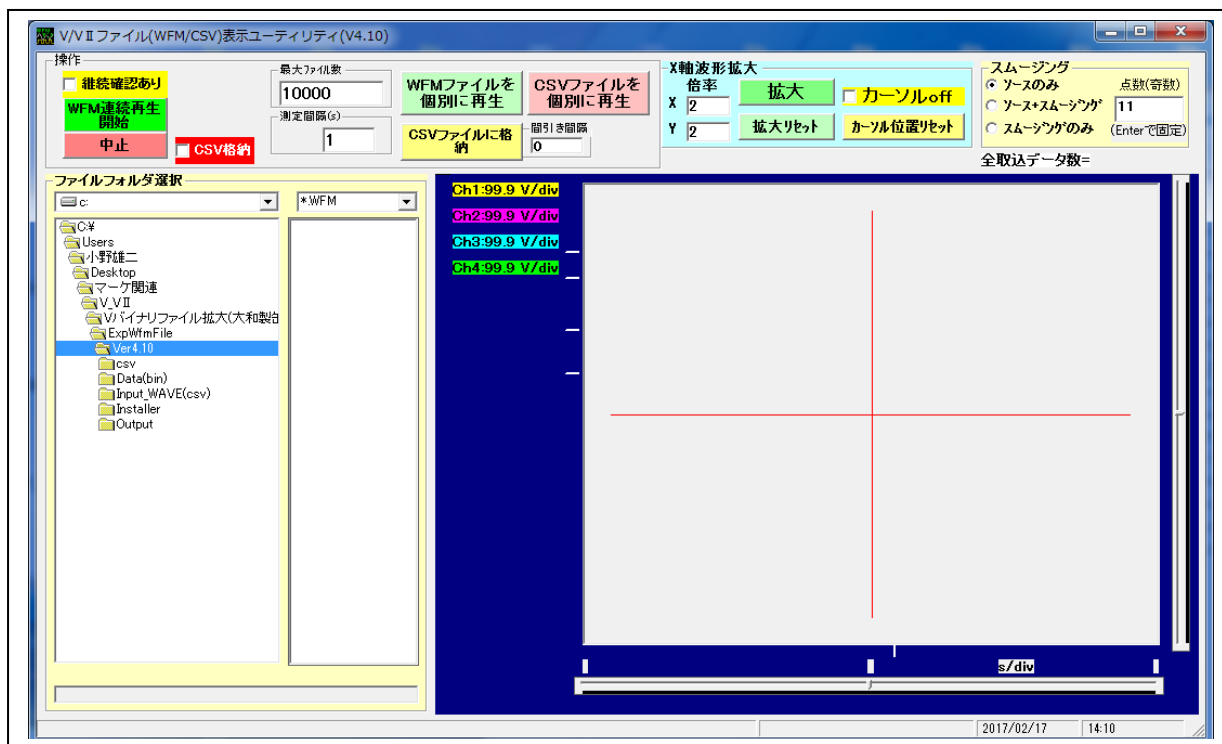 V/VⅡファイル(WFM/CSV)表示ユーティリティ(V4.10)
操作
継続確認あり
WFM連続再生
開始
中止
CSV格納
最大ファイル数
10000
測定間隔(s)
1
WFMファイルを
個別に再生
CSVファイルを
個別に再生
CSVファイルに格
納
間引き間隔
0
X軸波形拡大
倍率
X 2
Y 2
拡大
拡大リセット
カーソルoff
カーソル位置リセット
スムージング
ソースのみ
ソース+スムージング
スムージングのみ
点数(奇数)
11
(Enterで固定)
全取込データ数=
ファイルフォルダ選択
c:
*.WFM
C:¥
Users
小野雄二
Desktop
マーケ関連
V_VⅡ
Vバイナリファイル拡大(大和製
ExpWfmFile
Ver4.10
csv
Data(bin)
Input_WAVE(csv)
Installer
Output
Ch1:99.9 V/div
Ch2:99.9 V/div
Ch3:99.9 V/div
Ch4:99.9 V/div
s/div
2017/02/17
14:10